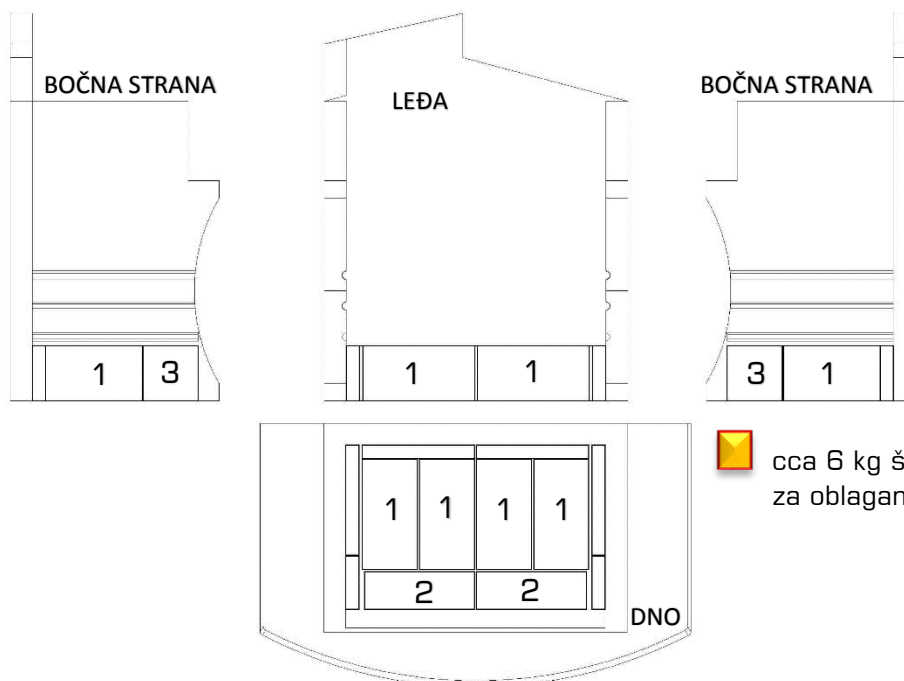 BOČNA STRANA
LEĐA
BOČNA STRANA
1 3
1 1
3 1
cca 6 kg
za
1 1 1 1
2 2
DNO